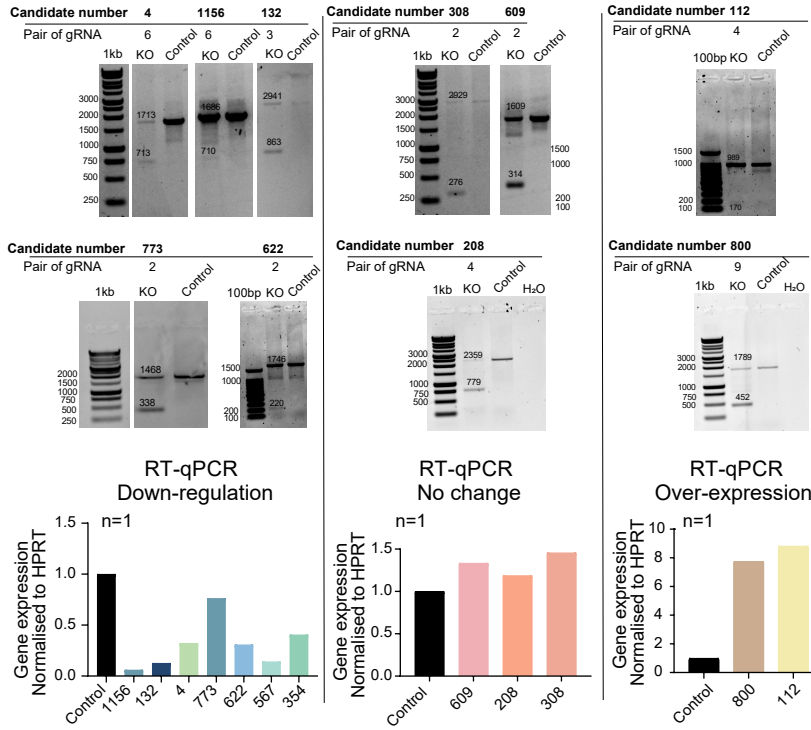 Candidate number 4 1156 132
Pair of gRNA 6 6 3
1kb KO Control KO Control KO Control
3000
2000
1500
1000
750
500
250
1713
713
1686
710
2941
863
Candidate number 308 609
Pair of gRNA 2 2
1kb KO Control KO Control
3000
2000
1500
1000
750
500
250
2929
276
1609
314
1500
1000
200
100
Candidate number 112
Pair of gRNA 4
100bp KO Control
1500
1000
200
100
989
170
Candidate number 773 622
Pair of gRNA 2 2
1kb KO Control 100bp KO Control
2000
1500
1000
750
500
250
1468
338
1500
1000
200
100
1746
220
Candidate number 208
Pair of gRNA 4
1kb KO Control H₂O
3000
2000
1000
750
500
2359
779
Candidate number 800
Pair of gRNA 9
1kb KO Control H₂O
3000
2000
1000
750
500
1789
452
RT-qPCR
Down-regulation
n=1
Gene expression
Normalised to HPRT
1.5
1.0
0.5
0.0
Control 1156 132 4 773 622 567 354
RT-qPCR
No change
Gene expression
Normalised to HPRT
1.5
1.0
0.5
0.0
Control 609 208 308
RT-qPCR
Over-expression
n=1
Gene expression
Normalised to HPRT
10
8
6
4
2
0
Control 800 112